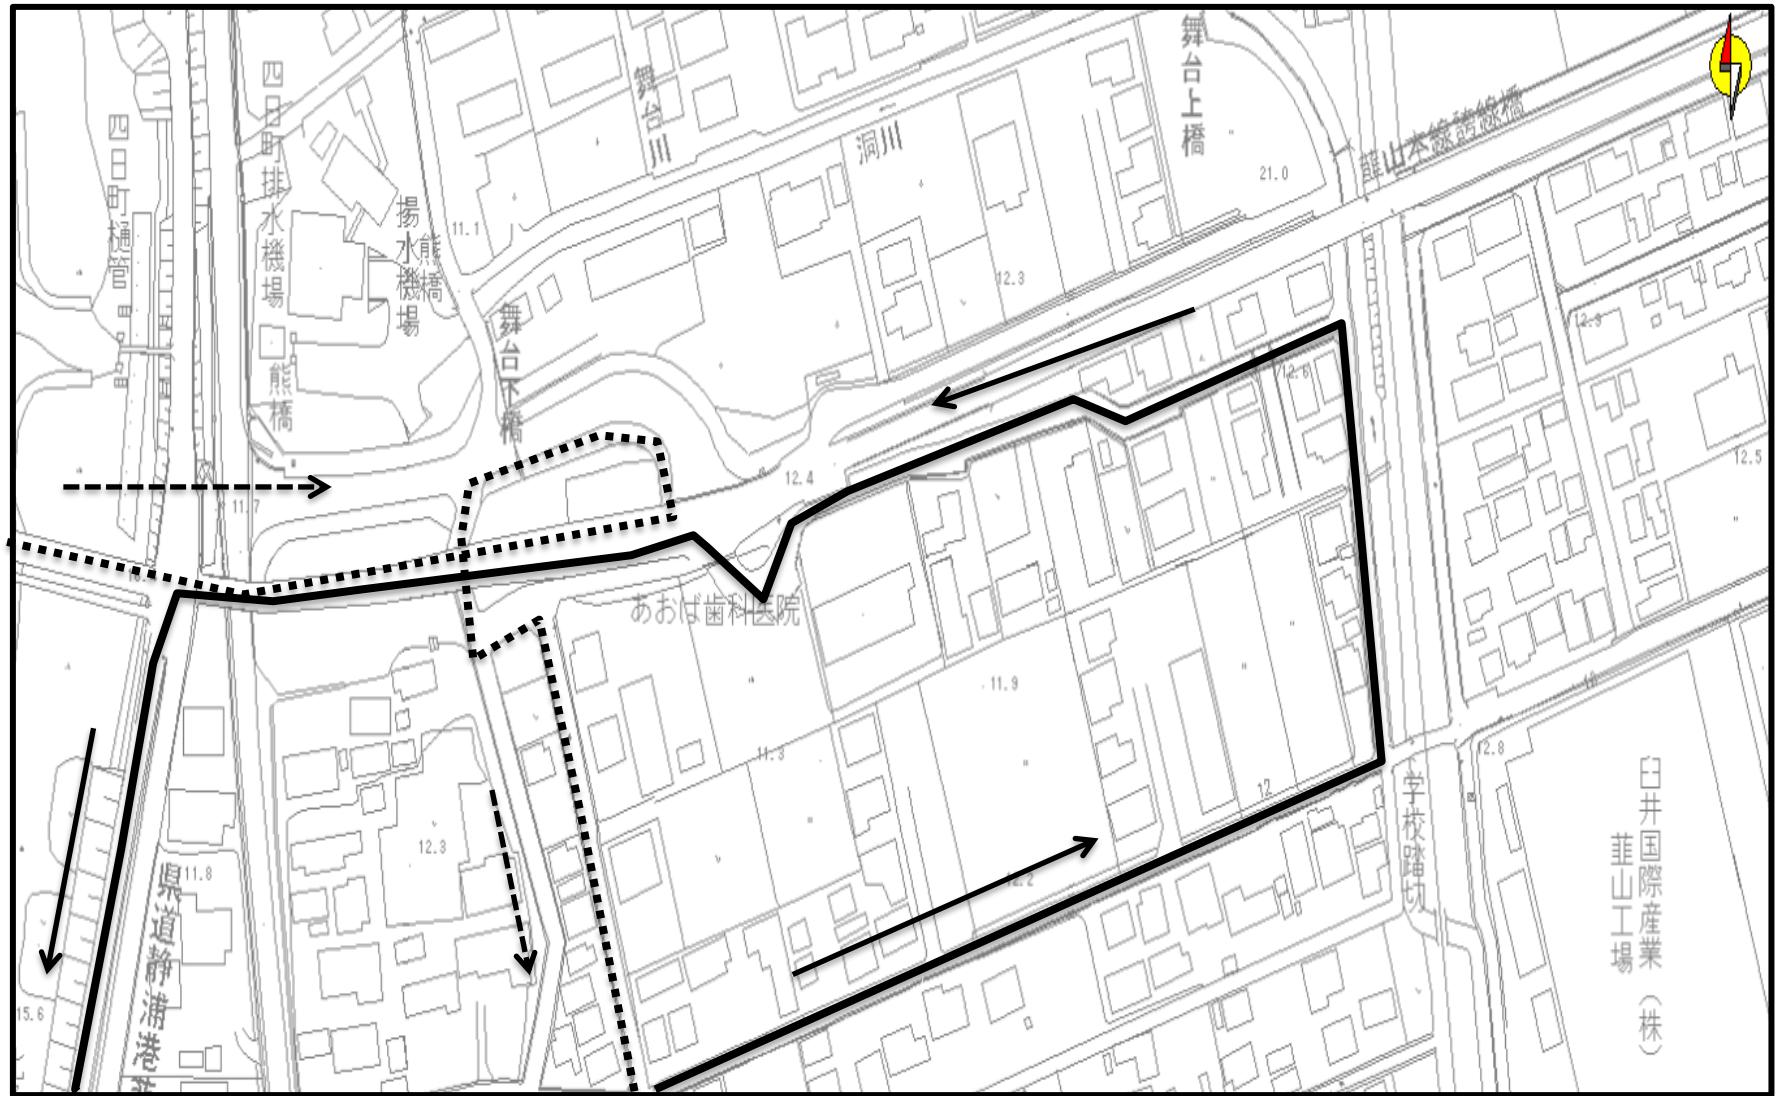 四日町樋管
四日町排水機場
熊橋
揚水機場
熊橋
11.1
舞台川
洞川
舞台上橋
21.0
韮山本線跨線橋
舞台下橋
12.3
12.9
12.6
12.5
12.4
11.7
あおば歯科医院
11.9
11.3
12
12.8
12.3
12.2
11.8
15.6
県道静浦港
学校踏切
臼井国際産業（株）
韮山工場